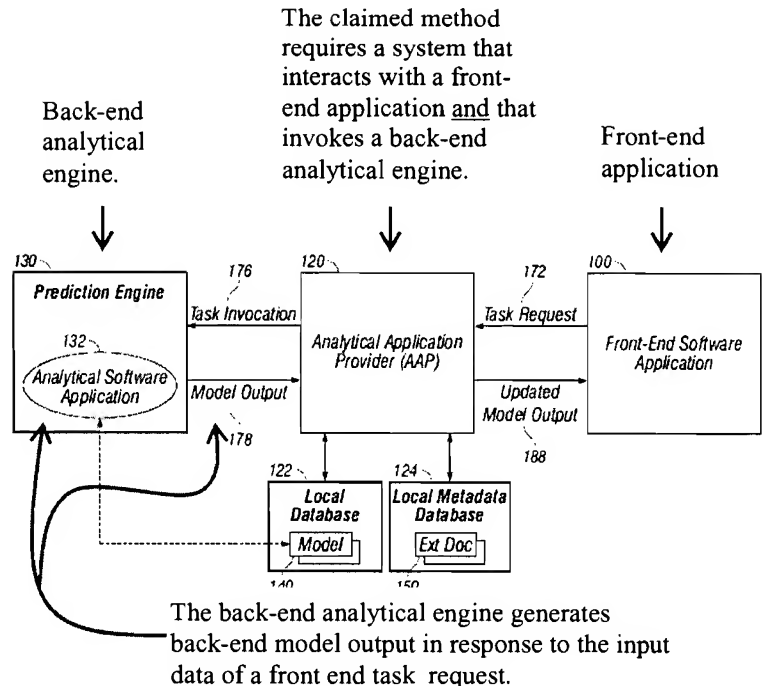 The claimed method
requires a system that
interacts with a front-
end application and that
invokes a back-end
analytical engine.
Back-end
analytical
engine.
Front-end
application
130
120
100
176
172
Prediction Engine
Task Invocation
Task Request
132
Analytical Software
Application
Analytical Application
Provider (AAP)
Front-End Software
Application
Model Output
178
Updated
Model Output
188
122
124
Local
Database
Local Metadata
Database
Model
Ext Doc
140
150
The back-end analytical engine generates
back-end model output in response to the input
data of a front end task request.